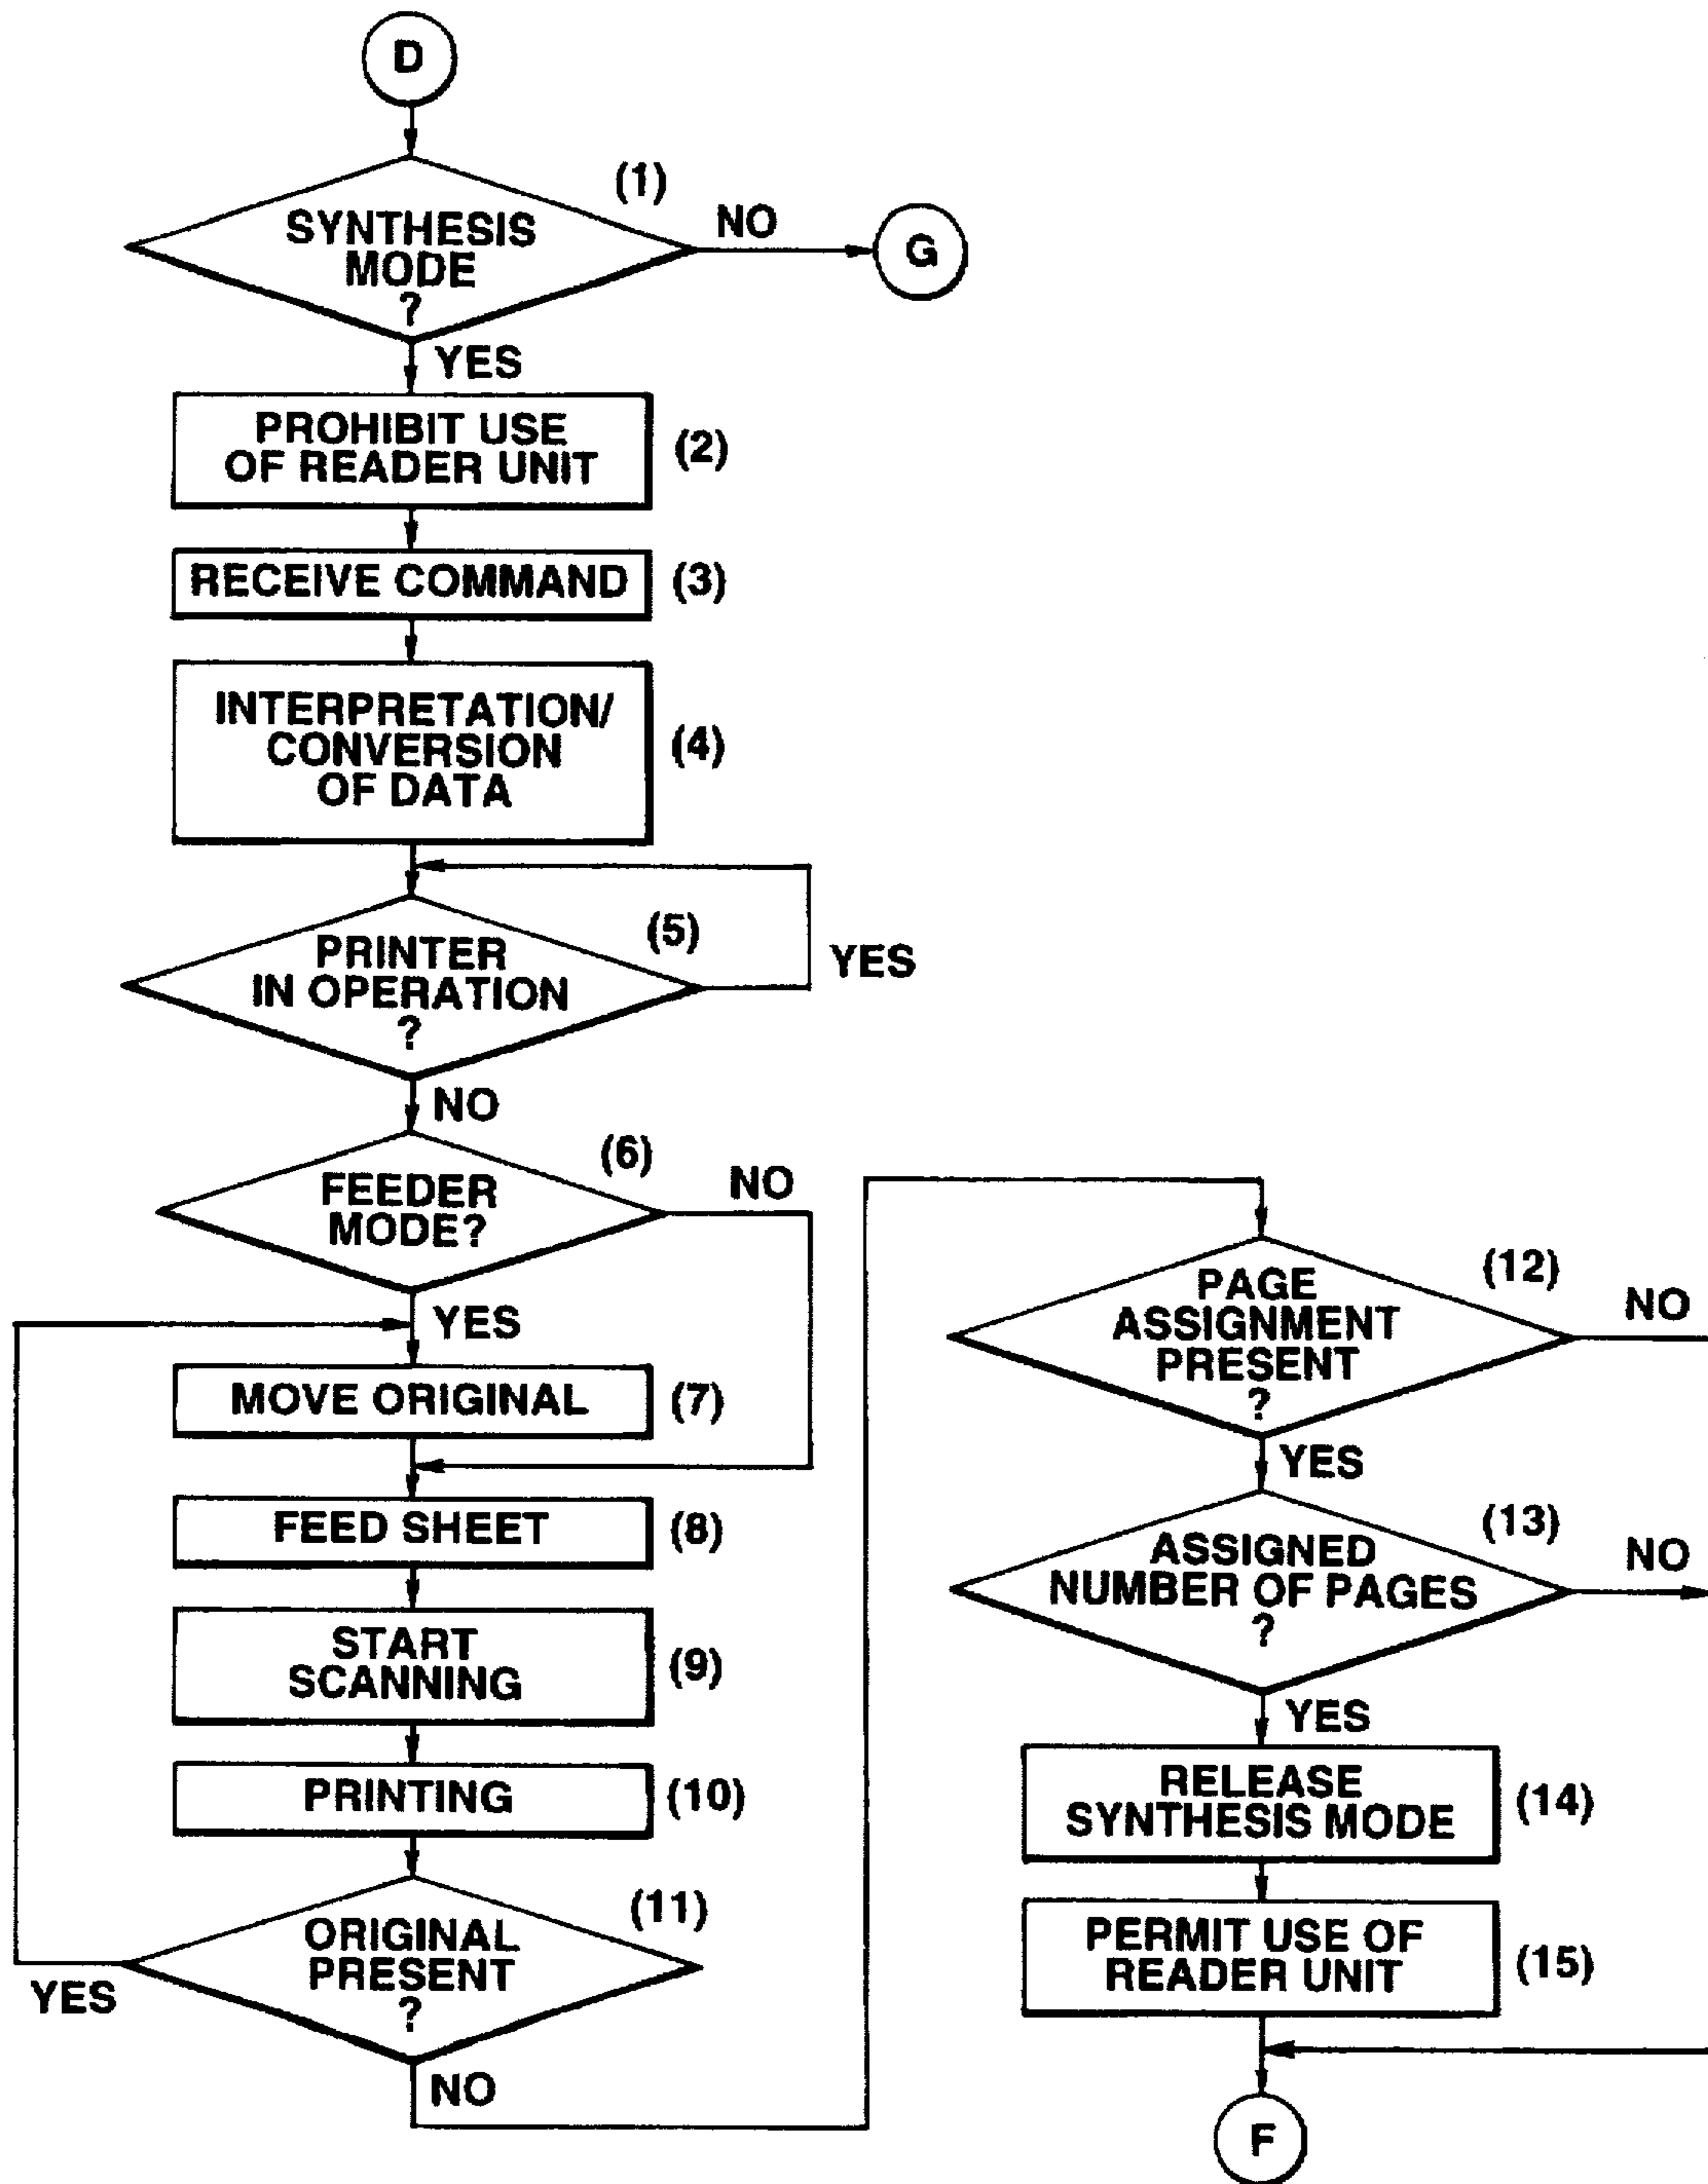 D
(1)
SYNTHESIS
MODE
?
NO
G
YES
PROHIBIT USE
OF READER UNIT
(2)
RECEIVE COMMAND
(3)
INTERPRETATION/
CONVERSION
OF DATA
(4)
(5)
PRINTER
IN OPERATION
?
YES
NO
(6)
FEEDER
MODE?
NO
YES
MOVE ORIGINAL
(7)
FEED SHEET
(8)
START
SCANNING
(9)
PRINTING
(10)
(11)
ORIGINAL
PRESENT
?
YES
NO
(12)
PAGE
ASSIGNMENT
PRESENT
?
NO
YES
(13)
ASSIGNED
NUMBER OF PAGES
?
NO
YES
RELEASE
SYNTHESIS MODE
(14)
PERMIT USE OF
READER UNIT
(15)
F